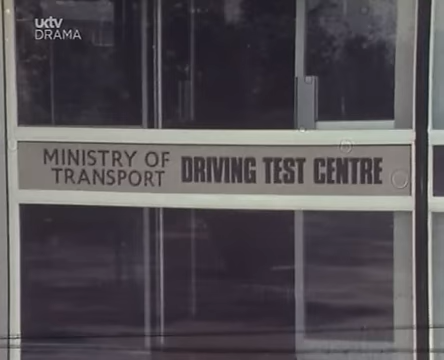 uktv
DRAMA
MINISTRY OF
TRANSPORT
DRIVING TEST CENTRE